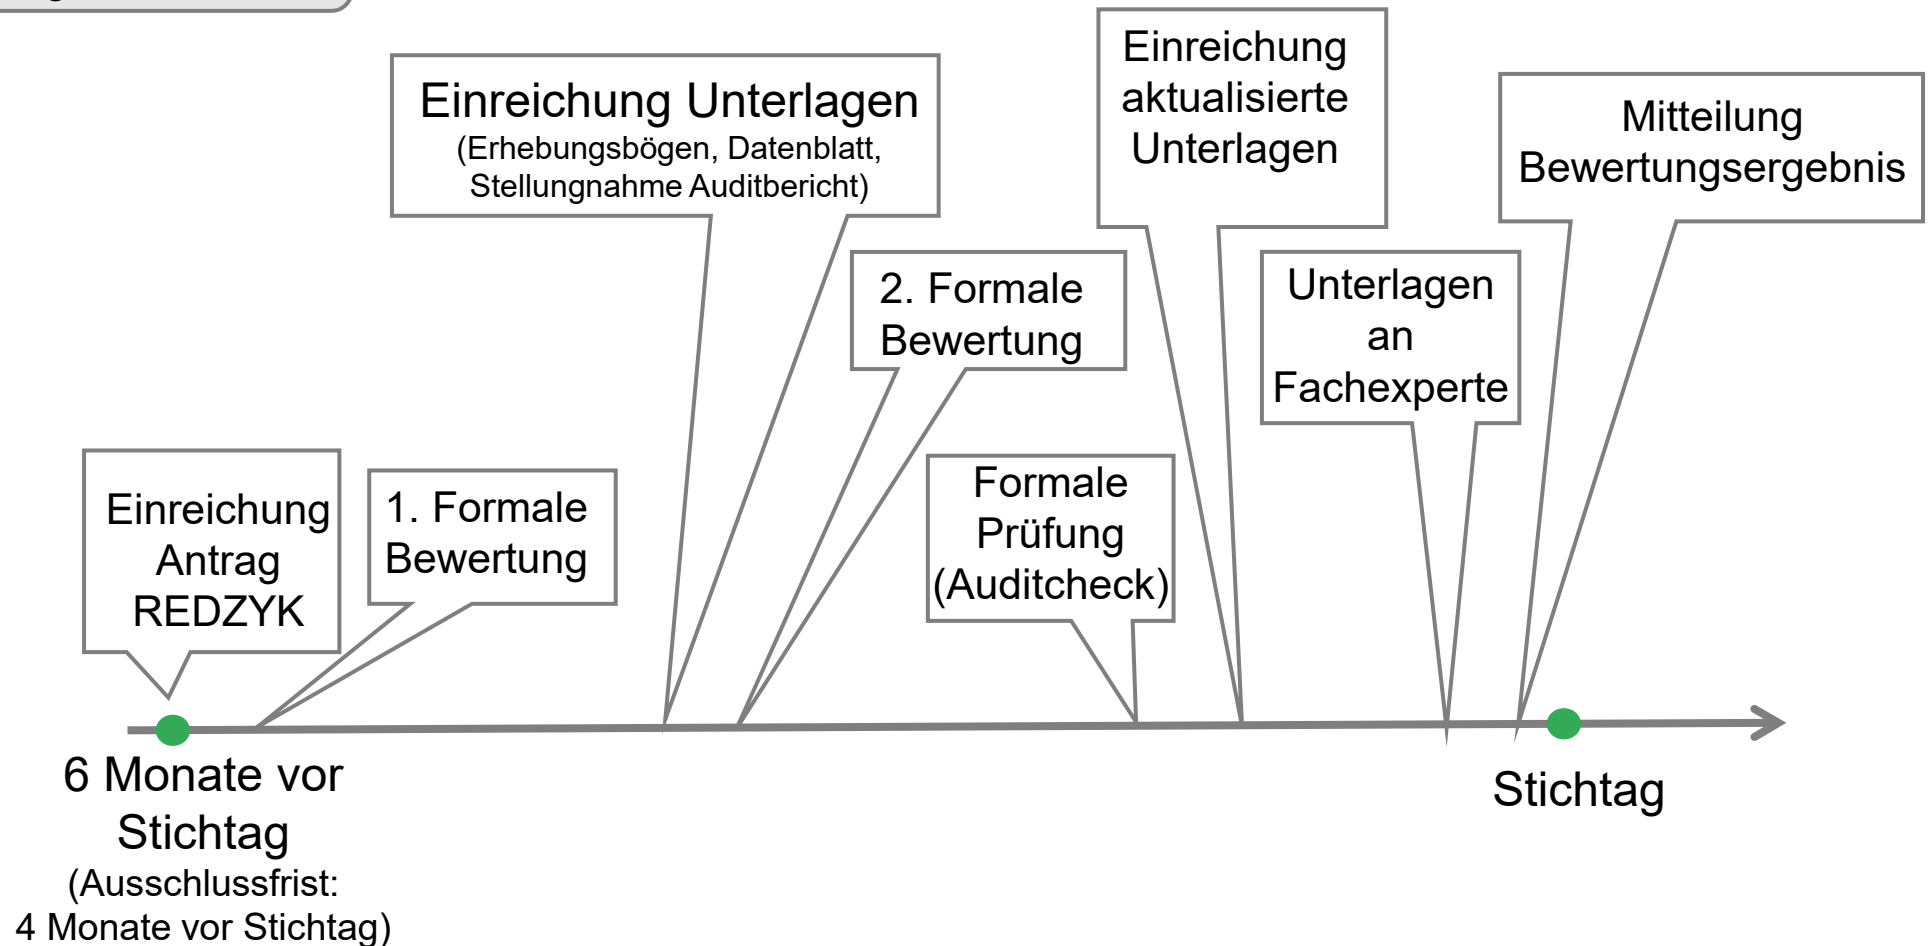 Einreichung
Antrag
REDZYK
1. Formale
Bewertung
Einreichung Unterlagen
(Erhebungsbögen, Datenblatt,
Stellungnahme Auditbericht)
2. Formale
Bewertung
Formale
Prüfung
(Auditcheck)
Einreichung
aktualisierte
Unterlagen
Unterlagen
an
Fachexperte
Mitteilung
Bewertungsergebnis
6 Monate vor
Stichtag
(Ausschlussfrist:
4 Monate vor Stichtag)
Stichtag